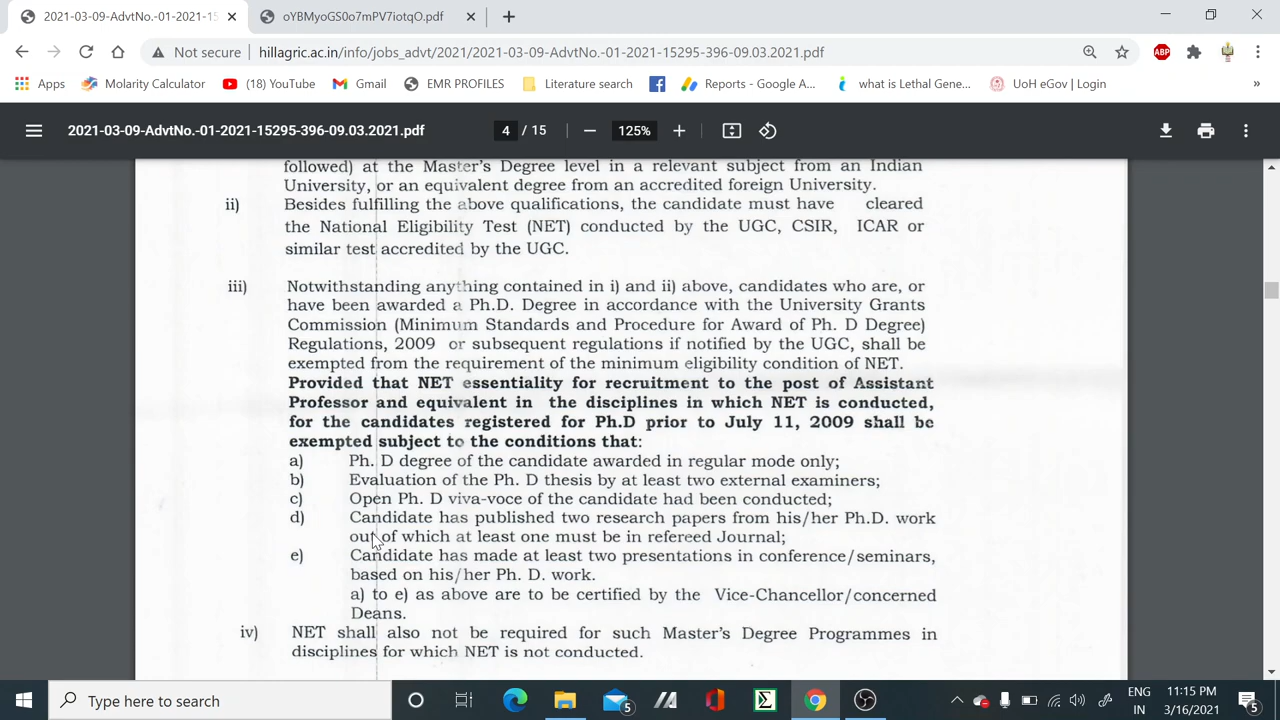 2021-03-09-AdvtNo.-01-2021-15
oYBMyoGS0o7mPV7iotqO.pdf
Not secure
hillagric.ac.in/info/jobs_advt/2021/2021-03-09-AdvtNo.-01-2021-15295-396-09.03.2021.pdf
ABP
Apps
Molarity Calculator
(18) YouTube
Gmail
EMR PROFILES
Literature search
Reports - Google A...
what is Lethal Gene...
UoH eGov | Login
»
2021-03-09-AdvtNo.-01-2021-15295-396-09.03.2021.pdf
4 / 15
125%
followed) at the Master's Degree level in a relevant subject from an Indian
University, or an equivalent degree from an accredited foreign University.
ii) Besides fulfilling the above qualifications, the candidate must have cleared
the National Eligibility Test (NET) conducted by the UGC, CSIR, ICAR or
similar test accredited by the UGC.
iii) Notwithstanding anything contained in i) and ii) above, candidates who are, or
have been awarded a Ph.D. Degree in accordance with the University Grants
Commission (Minimum Standards and Procedure for Award of Ph. D Degree)
Regulations, 2009 or subsequent regulations if notified by the UGC, shall be
exempted from the requirement of the minimum eligibility condition of NET.
Provided that NET essentiality for recruitment to the post of Assistant
Professor and equivalent in the disciplines in which NET is conducted,
for the candidates registered for Ph.D prior to July 11, 2009 shall be
exempted subject to the conditions that:
a) Ph. D degree of the candidate awarded in regular mode only;
b) Evaluation of the Ph. D thesis by at least two external examiners;
c) Open Ph. D viva-voce of the candidate had been conducted;
d) Candidate has published two research papers from his/her Ph.D. work
out of which at least one must be in refereed Journal;
e) Candidate has made at least two presentations in conference/seminars,
based on his/her Ph. D. work.
a) to e) as above are to be certified by the Vice-Chancellor/concerned
Deans.
iv) NET shall also not be required for such Master's Degree Programmes in
disciplines for which NET is not conducted.
Type here to search
5
ENG
IN
11:15 PM
3/16/2021
5